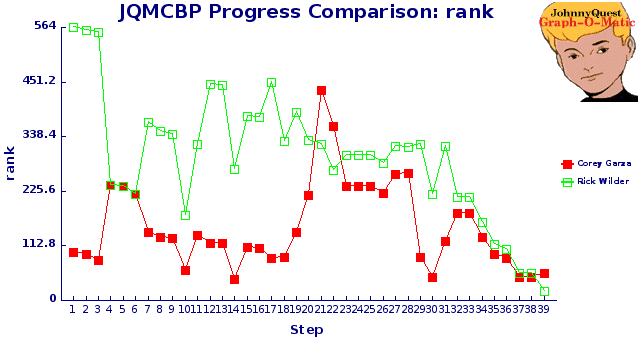 JQMCBP Progress Comparison: rank
JohnnyQuest
Graph-O-Matic
564
451.2
338.4
225.6
112.8
0
rank
Corey Garza
Rick Wilder
1 2 3 4 5 6 7 8 9 10 11 12 13 14 15 16 17 18 19 20 21 22 23 24 25 26 27 28 29 30 31 32 33 34 35 36 37 38 39
Step